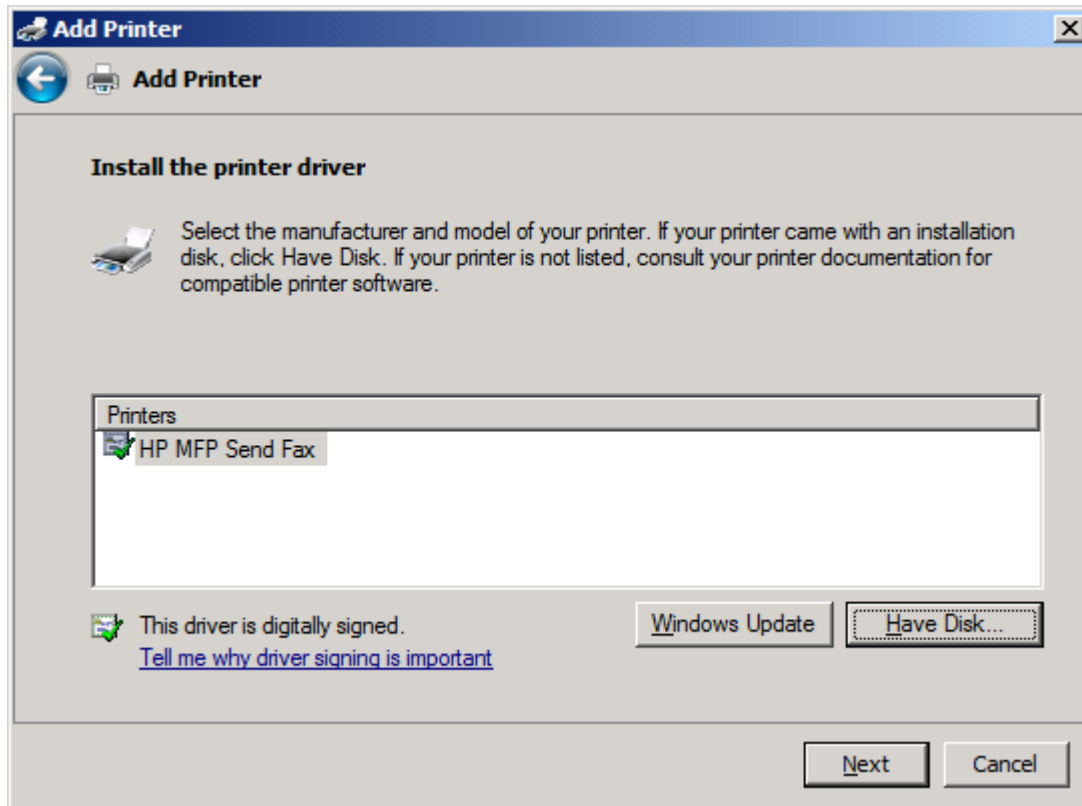 Add Printer
Add Printer
Install the printer driver
Select the manufacturer and model of your printer. If your printer came with an installation
disk, click Have Disk. If your printer is not listed, consult your printer documentation for
compatible printer software.
Printers
HP MFP Send Fax
This driver is digitally signed.
Tell me why driver signing is important
Windows Update
Have Disk...
Next
Cancel